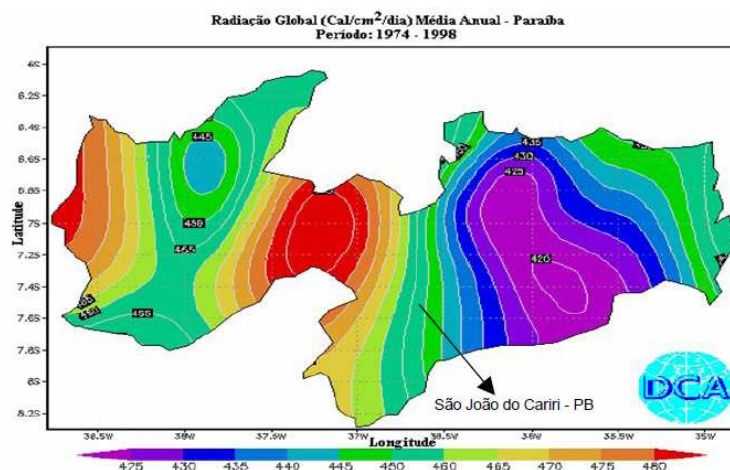 Radiação Global (Cal/cm²/dia) Média Anual - Paraíba
Período: 1974 - 1998
6S
6.2S
6.4S
6.6S
6.8S
7S
7.2S
7.4S
7.6S
7.8S
8S
8.2S
Latitude
445
450
455
455
435
430
425
420
São João do Cariri - PB
DCA
38.5W 38W 37.5W 37W 36.5W 36W 35.5W 35W
Longitude
425 430 435 440 445 450 460 465 470 475 480